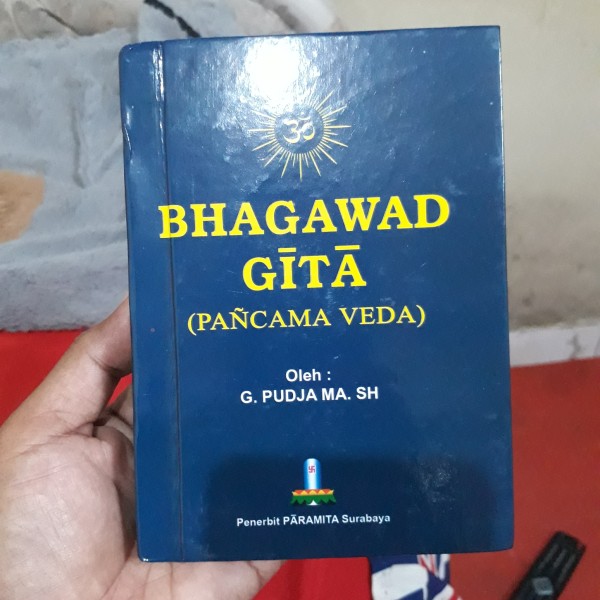 ॐ
BHAGAWAD
GĪTĀ
(PAÑCAMA VEDA)
Oleh :
G. PUDJA MA. SH
Penerbit PĀRAMITA Surabaya